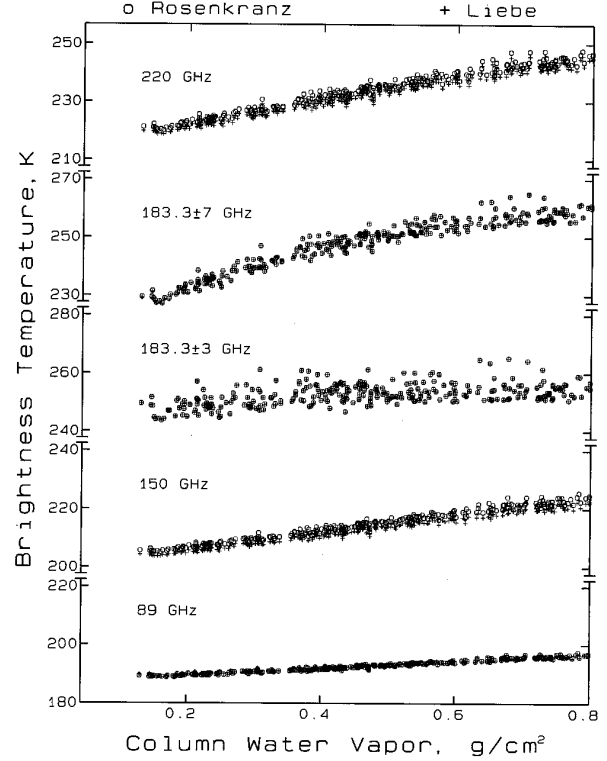 o Rosenkranz + Liebe
250
220 GHz
230
210
270
183.3±7 GHz
250
230
280
183.3±3 GHz
260
240
240
150 GHz
220
200
220
89 GHz
200
180
0.2 0.4 0.6 0.8
Column Water Vapor, g/cm²
Brightness Temperature, K